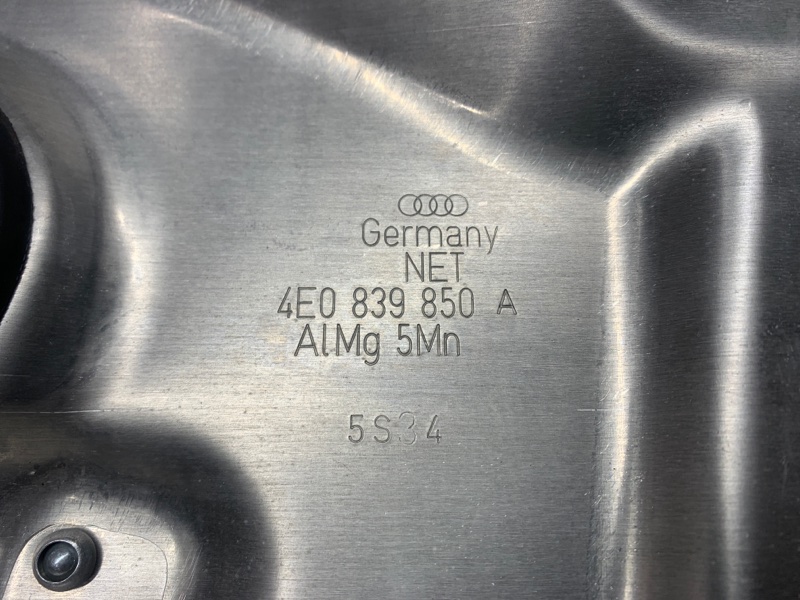 Germany
NET
4E0 839 850 A
AlMg 5Mn
5S34